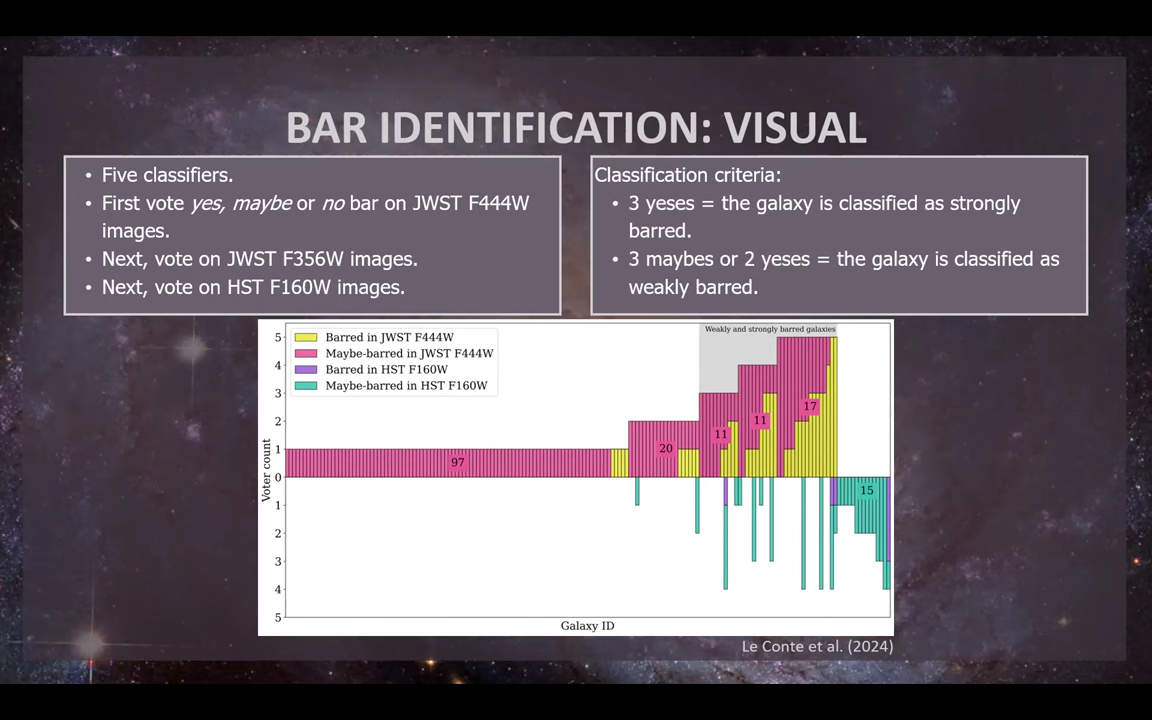 BAR IDENTIFICATION: VISUAL
• Five classifiers.
• First vote yes, maybe or no bar on JWST F444W
images.
• Next, vote on JWST F356W images.
• Next, vote on HST F160W images.
Classification criteria:
• 3 yeses = the galaxy is classified as strongly
barred.
• 3 maybes or 2 yeses = the galaxy is classified as
weakly barred.
Barred in JWST F444W
Maybe-barred in JWST F444W
Barred in HST F160W
Maybe-barred in HST F160W
Weakly and strongly barred galaxies
Voter count
5
4
3
2
1
0
1
2
3
4
5
97
20
11
11
17
15
Galaxy ID
Le Conte et al. (2024)